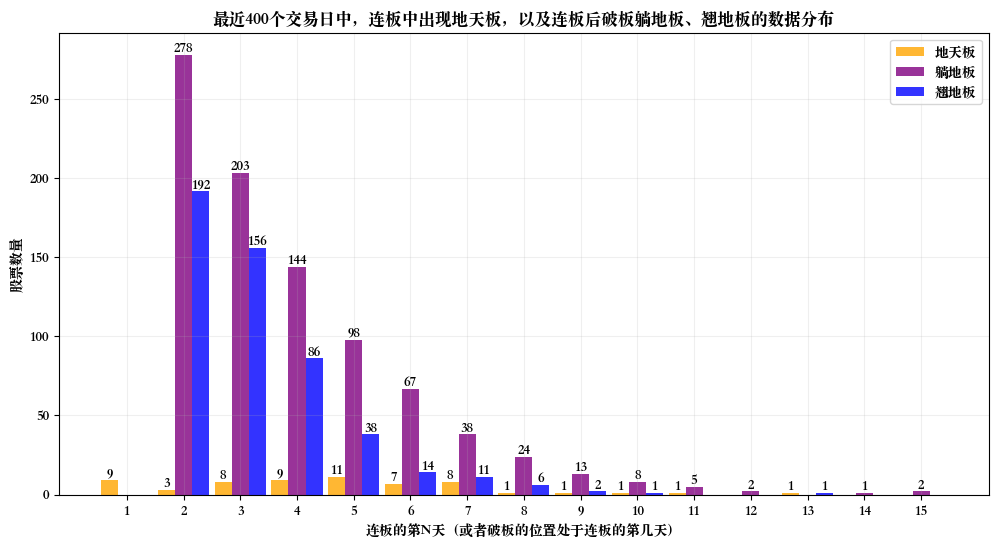 最近400个交易日中，连板中出现地天板，以及连板后破板躺地板、翘地板的数据分布
地天板
躺地板
翘地板
股票数量
250
200
150
100
50
0
9
3 278 192
8 203 156
9 144 86
11 98 38
7 67 14
8 38 11
1 24 6
1 13 2
1 8 1
1 5
2
1 1
1
2
1 2 3 4 5 6 7 8 9 10 11 12 13 14 15
连板的第N天（或者破板的位置处于连板的第几天）